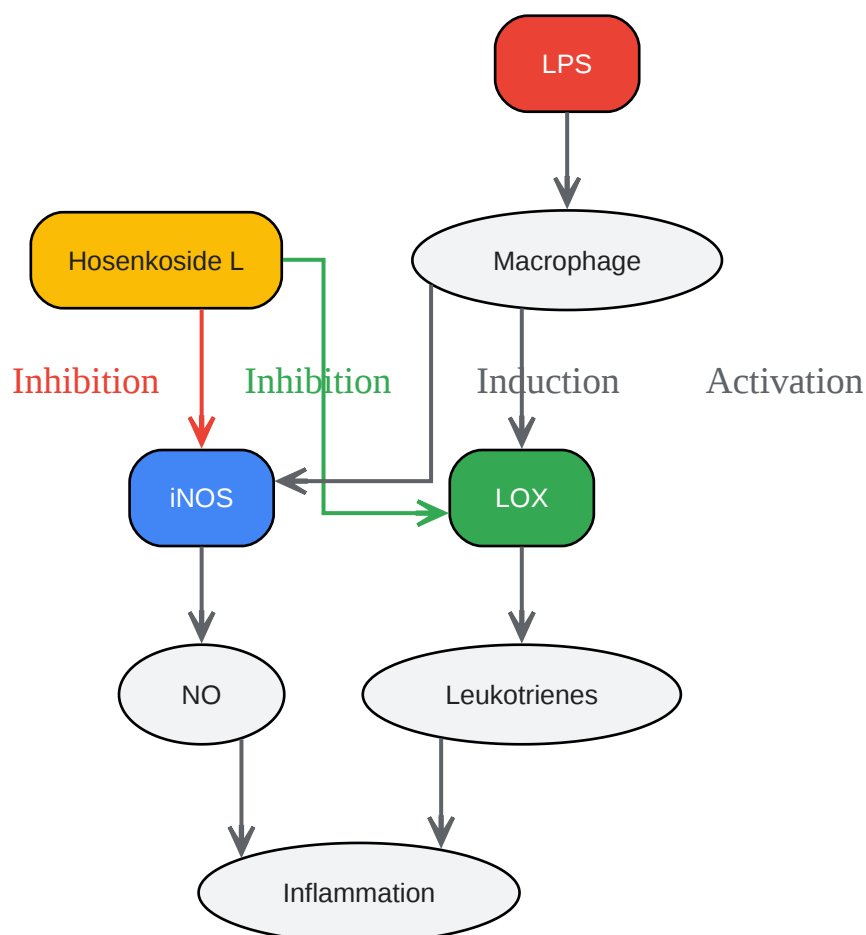 LPS
Hosenkoside L
Macrophage
Inhibition
Inhibition
Induction
Activation
iNOS
LOX
NO
Leukotrienes
Inflammation